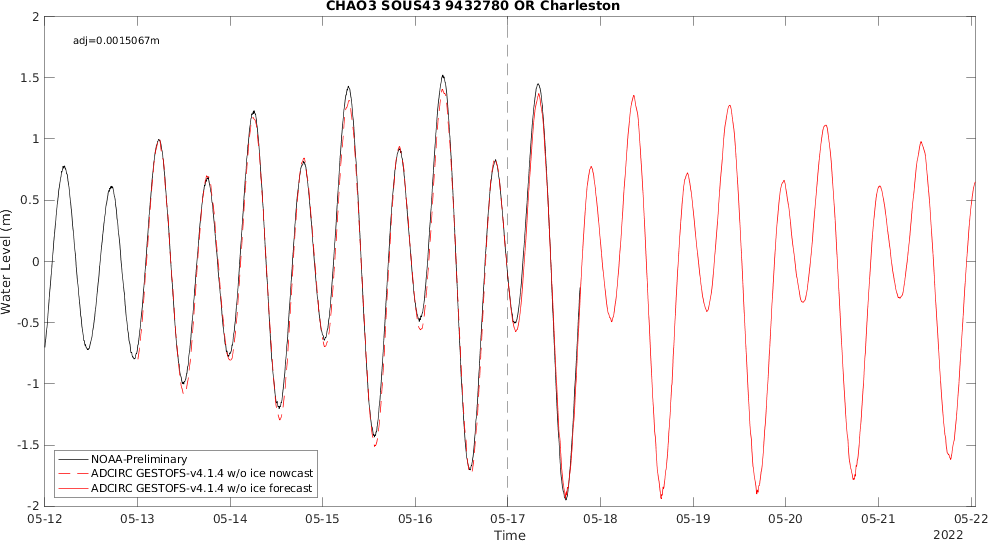 CHAO3 SOUS43 9432780 OR Charleston
adj=0.0015067m
2
1.5
1
0.5
0
-0.5
-1
-1.5
-2
Water Level (m)
NOAA-Preliminary
ADCIRC GESTOFS-v4.1.4 w/o ice nowcast
ADCIRC GESTOFS-v4.1.4 w/o ice forecast
05-12 05-13 05-14 05-15 05-16 05-17 05-18 05-19 05-20 05-21 05-22
Time
2022